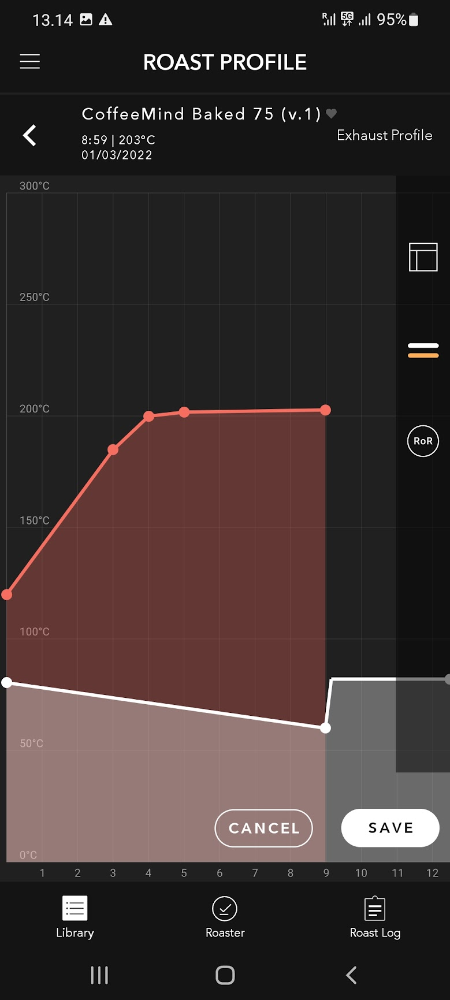 13.14 R 5G 95%
ROAST PROFILE
CoffeeMind Baked 75 (v.1)
8:59 | 203°C
Exhaust Profile
01/03/2022
300°C
250°C
200°C
RoR
150°C
100°C
50°C
CANCEL SAVE
0°C
1 2 3 4 5 6 7 8 9 10 11 12
Library Roaster Roast Log